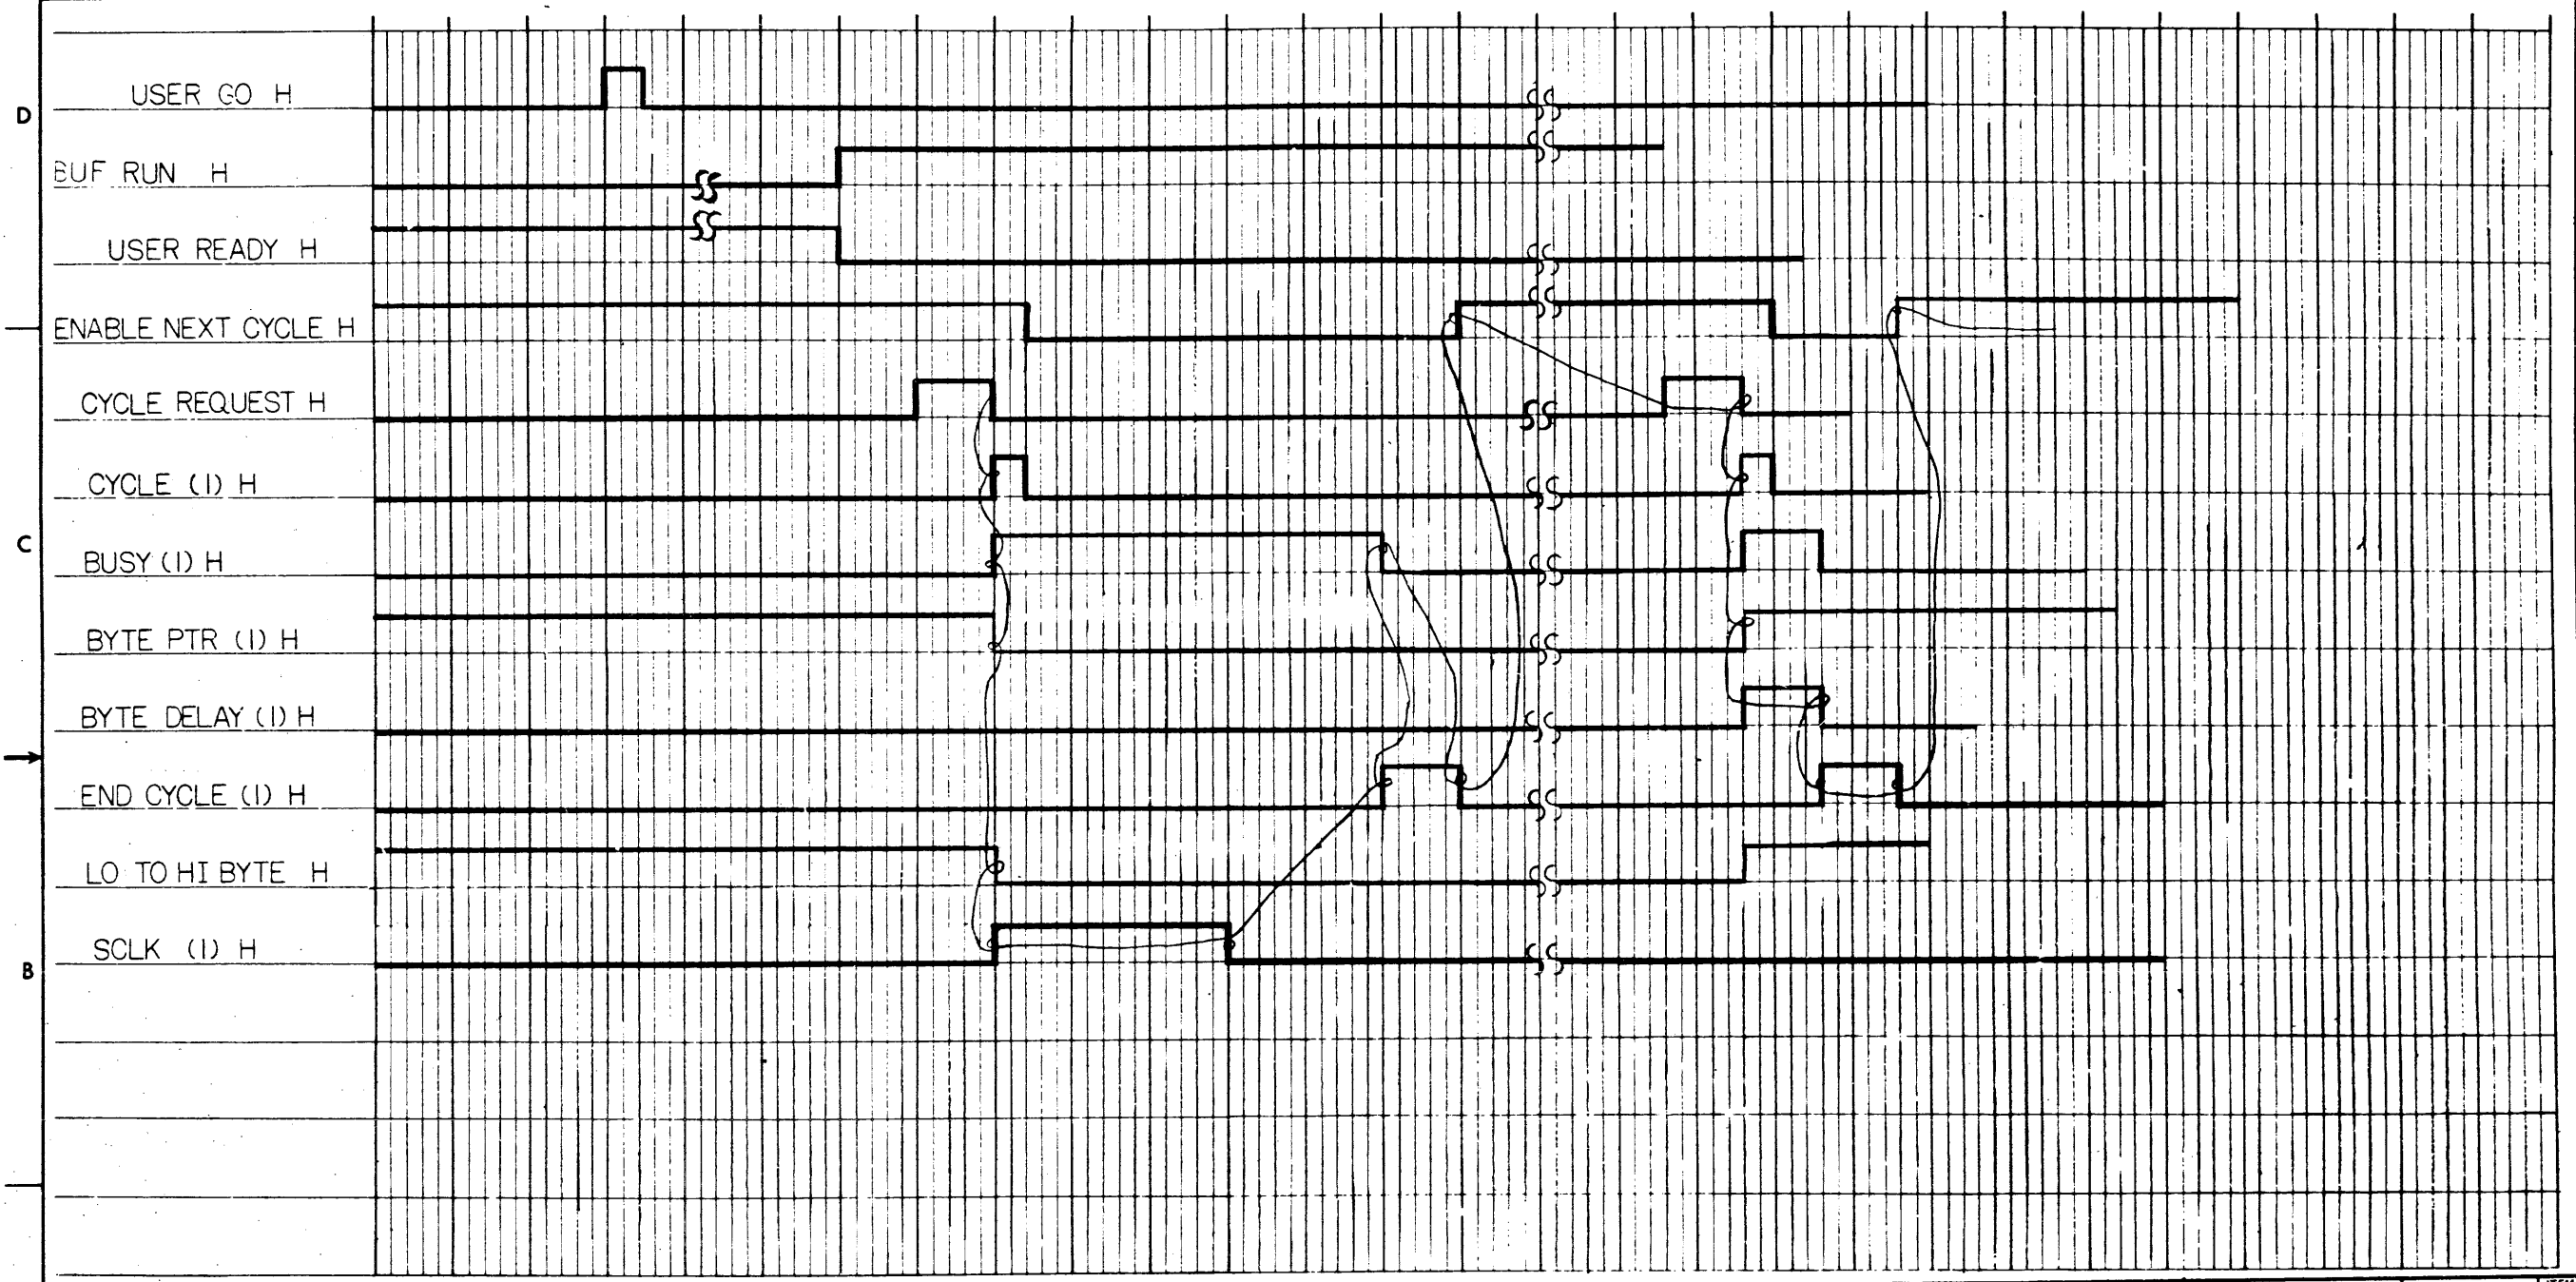 D
USER GO H
BUF RUN H
USER READY H
ENABLE NEXT CYCLE H
CYCLE REQUEST H
CYCLE (1) H
C
BUSY (1) H
BYTE PTR (1) H
BYTE DELAY (1) H
END CYCLE (1) H
LO TO HI BYTE H
SCLK (1) H
B